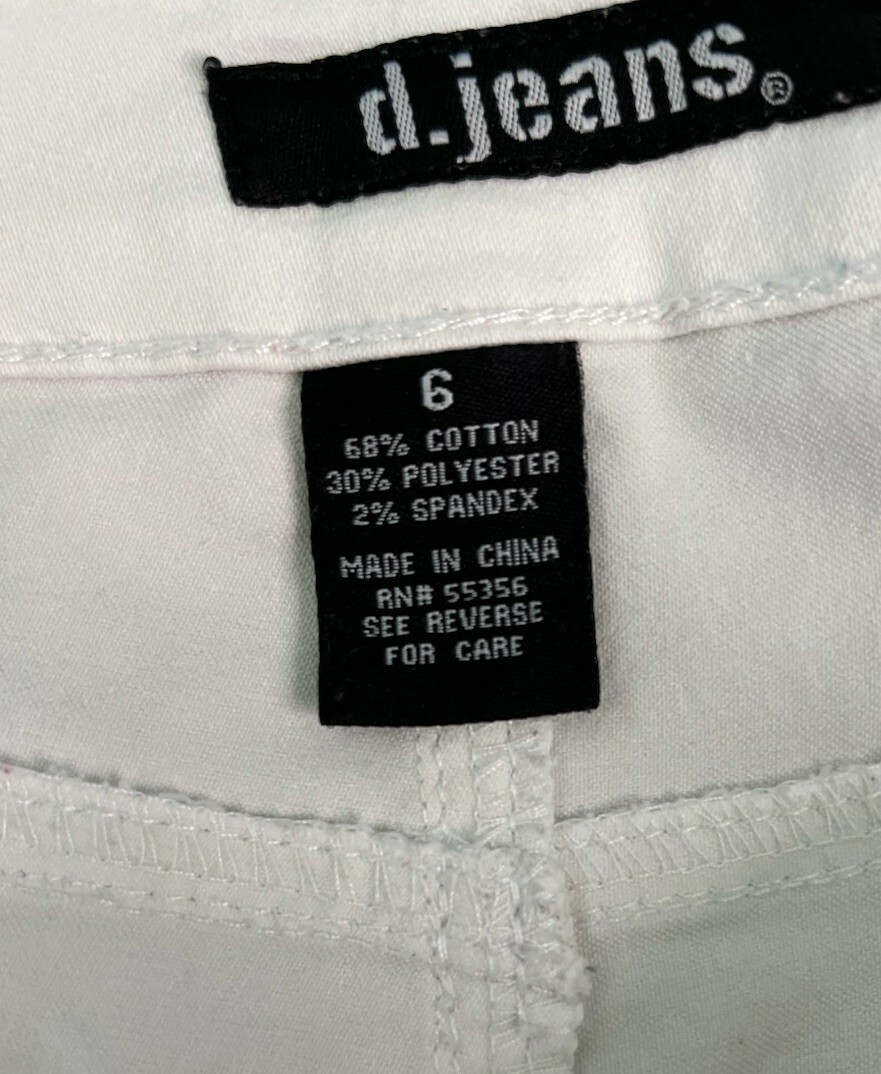 d.jeans®
6
68% COTTON
30% POLYESTER
2% SPANDEX
MADE IN CHINA
RN# 55356
SEE REVERSE
FOR CARE